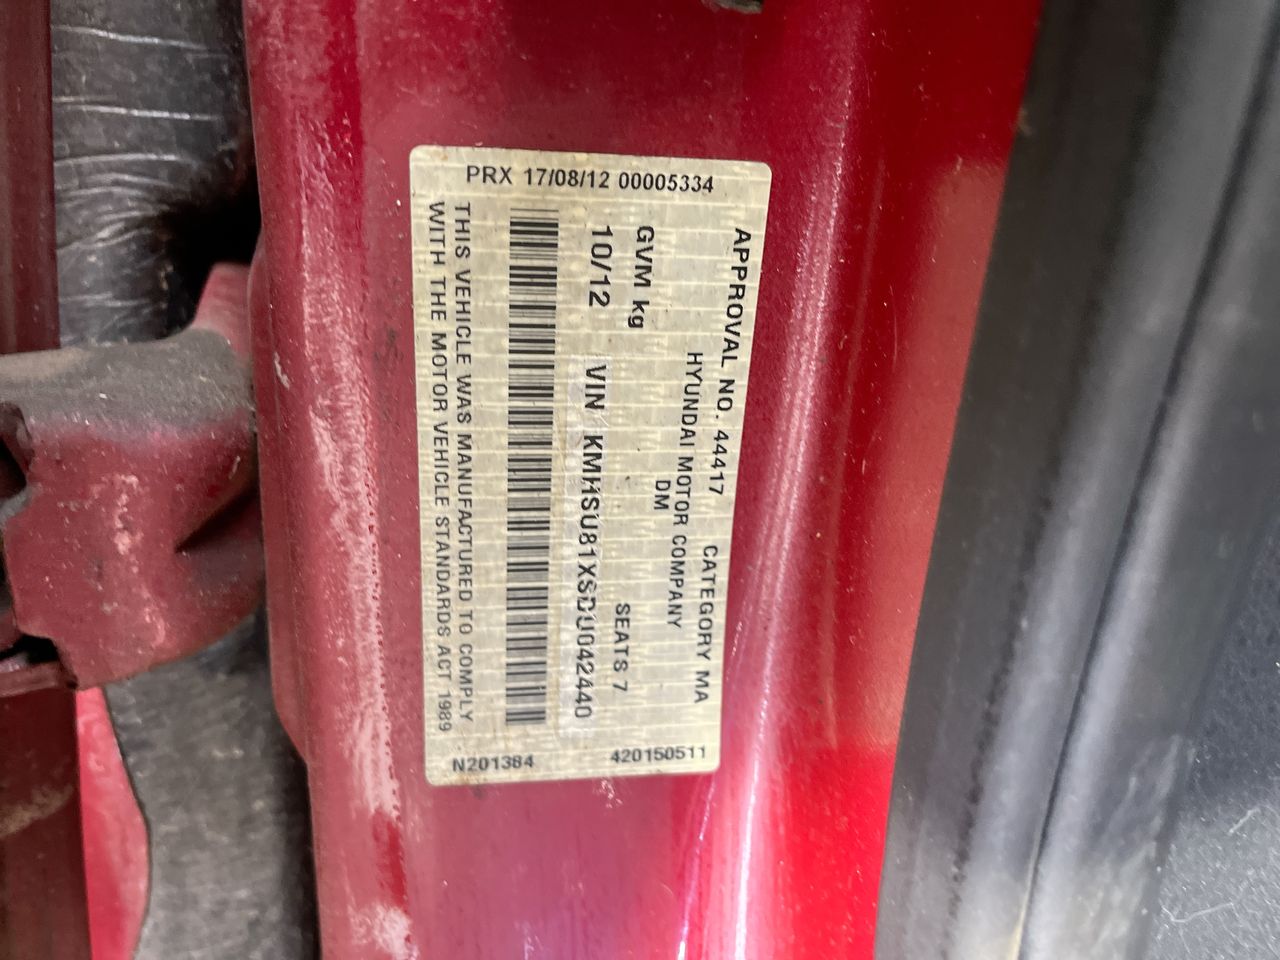 PRX 17/08/12 00005334
APPROVAL NO. 44417 CATEGORY MA
HYUNDAI MOTOR COMPANY
DM
GVM kg SEATS 7
10/12 VIN KMHSU81XSDU042440
THIS VEHICLE WAS MANUFACTURED TO COMPLY
WITH THE MOTOR VEHICLE STANDARDS ACT 1989
N201384 420150511